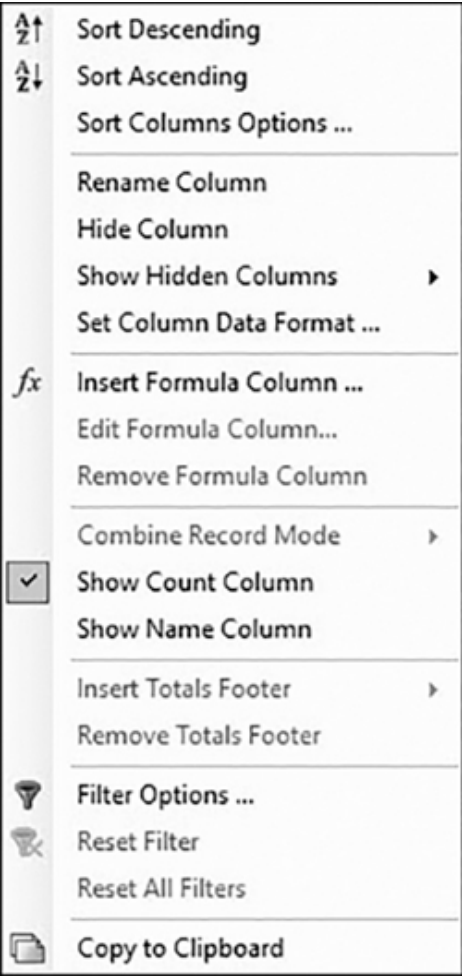 Sort Descending
Sort Ascending
Sort Columns Options ...
Rename Column
Hide Column
Show Hidden Columns
Set Column Data Format ...
fx Insert Formula Column ...
Edit Formula Column...
Remove Formula Column
Combine Record Mode
Show Count Column
Show Name Column
Insert Totals Footer
Remove Totals Footer
Filter Options ...
Reset Filter
Reset All Filters
Copy to Clipboard